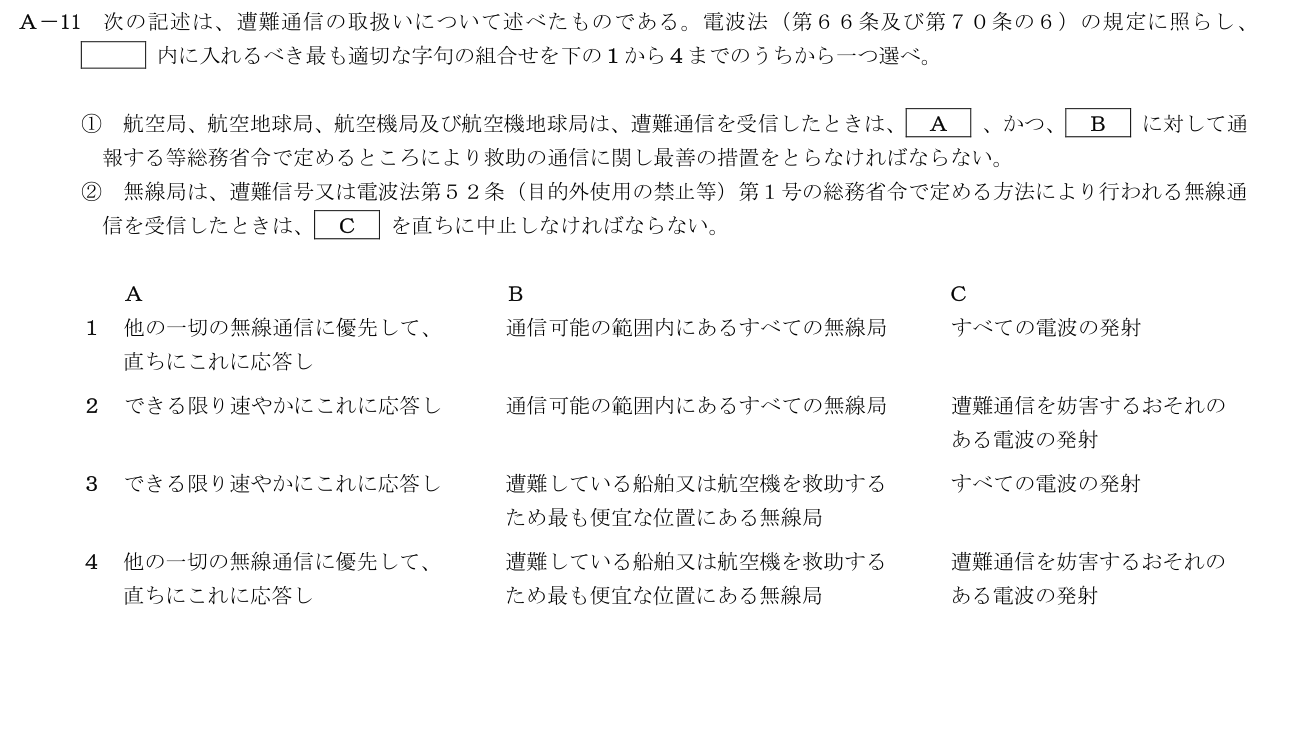 A－11　次の記述は、遭難通信の取扱いについて述べたものである。電波法（第６６条及び第７０条の６）の規定に照らし、
内に入れるべき最も適切な字句の組合せを下の1から4までのうちから一つ選べ。
①　航空局、航空地球局、航空機局及び航空機地球局は、遭難通信を受信したときは、 A 、かつ、 B に対して通
報する等総務省令で定めるところにより救助の通信に関し最善の措置をとらなければならない。
②　無線局は、遭難信号又は電波法第５２条（目的外使用の禁止等）第１号の総務省令で定める方法により行われる無線通
信を受信したときは、 C を直ちに中止しなければならない。
A B C
1 他の一切の無線通信に優先して、 通信可能の範囲内にあるすべての無線局 すべての電波の発射
直ちにこれに応答し
2 できる限り速やかにこれに応答し 通信可能の範囲内にあるすべての無線局 遭難通信を妨害するおそれの
ある電波の発射
3 できる限り速やかにこれに応答し 遭難している船舶又は航空機を救助する すべての電波の発射
ため最も便宜な位置にある無線局
4 他の一切の無線通信に優先して、 遭難している船舶又は航空機を救助する 遭難通信を妨害するおそれの
直ちにこれに応答し ため最も便宜な位置にある無線局 ある電波の発射